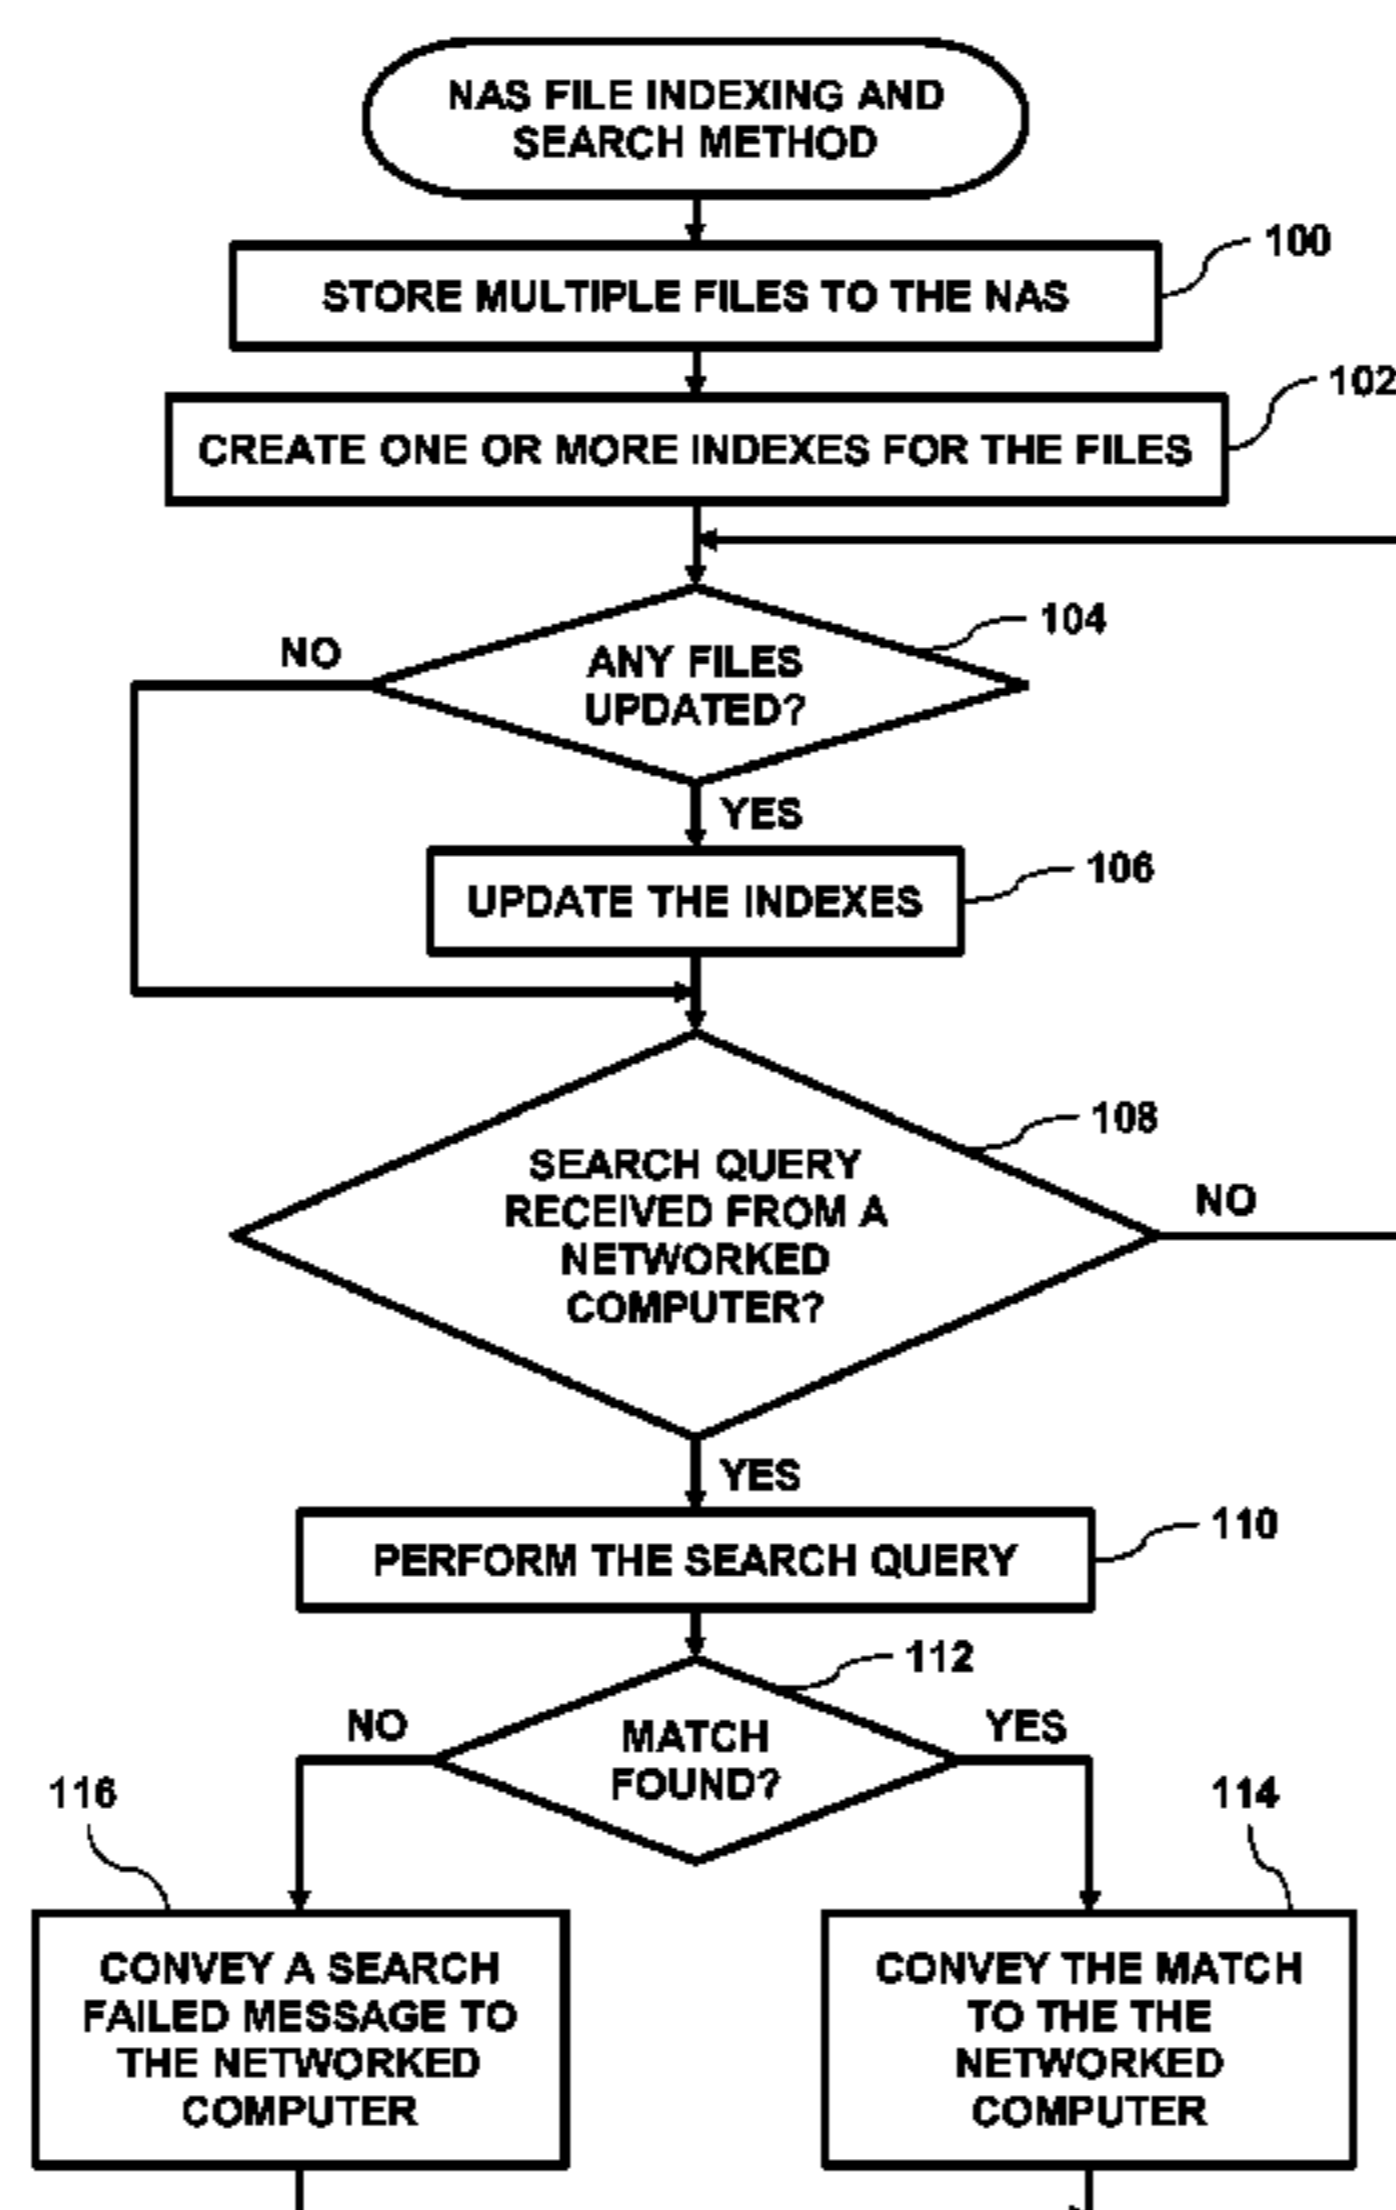 NAS FILE INDEXING AND
SEARCH METHOD
100
STORE MULTIPLE FILES TO THE NAS
102
CREATE ONE OR MORE INDEXES FOR THE FILES
104
NO
ANY FILES
UPDATED?
YES
106
UPDATE THE INDEXES
108
SEARCH QUERY
RECEIVED FROM A
NETWORKED
COMPUTER?
NO
YES
110
PERFORM THE SEARCH QUERY
112
NO
MATCH
FOUND?
YES
116
114
CONVEY A SEARCH
FAILED MESSAGE TO
THE NETWORKED
COMPUTER
CONVEY THE MATCH
TO THE THE
NETWORKED
COMPUTER